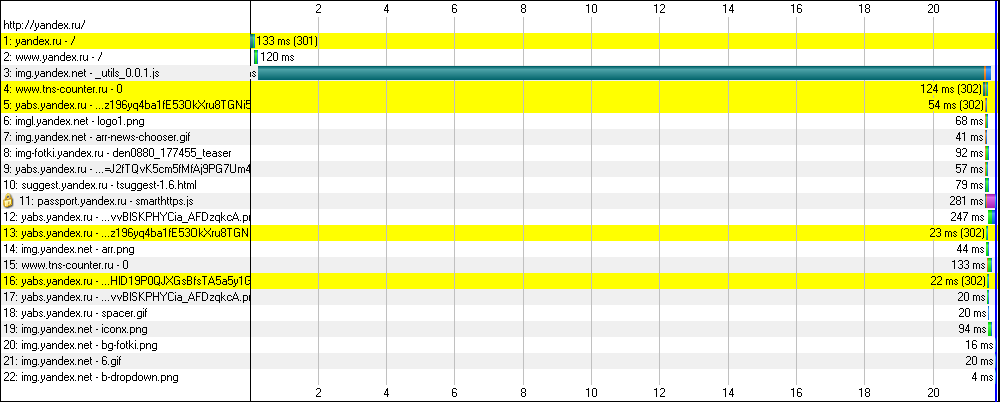 2 4 6 8 10 12 14 16 18 20
http://yandex.ru/
1: yandex.ru - / 133 ms (301)
2: www.yandex.ru - / 120 ms
3: img.yandex.net - _utils_0.0.1.js
4: www.tns-counter.ru - 0 124 ms (302)
5: yabs.yandex.ru - ...z196yq4ba1fE53OkXru8TGNi5 54 ms (302)
6: imgl.yandex.net - logo1.png 68 ms
7: img.yandex.net - arr-news-chooser.gif 41 ms
8: img-fotki.yandex.ru - den0880_177455_teaser 92 ms
9: yabs.yandex.ru - ...=J2fTQvK5cm5fMfAj9PG7Um4 57 ms
10: suggest.yandex.ru - tsuggest-1.6.html 79 ms
11: passport.yandex.ru - smarthttps.js 281 ms
12: yabs.yandex.ru - ...vvBISKPHYCia_AFDzqkcA.pn 247 ms
13: yabs.yandex.ru - ...z196yq4ba1fE53OkXru8TGN 23 ms (302)
14: img.yandex.net - arr.png 44 ms
15: www.tns-counter.ru - 0 133 ms
16: yabs.yandex.ru - ...HID19P0QJXGsBfsTA5a5y1G 22 ms (302)
17: yabs.yandex.ru - ...vvBISKPHYCia_AFDzqkcA.pn 20 ms
18: yabs.yandex.ru - spacer.gif 20 ms
19: img.yandex.net - iconx.png 94 ms
20: img.yandex.net - bg-fotki.png 16 ms
21: img.yandex.net - 6.gif 20 ms
22: img.yandex.net - b-dropdown.png 4 ms
2 4 6 8 10 12 14 16 18 20